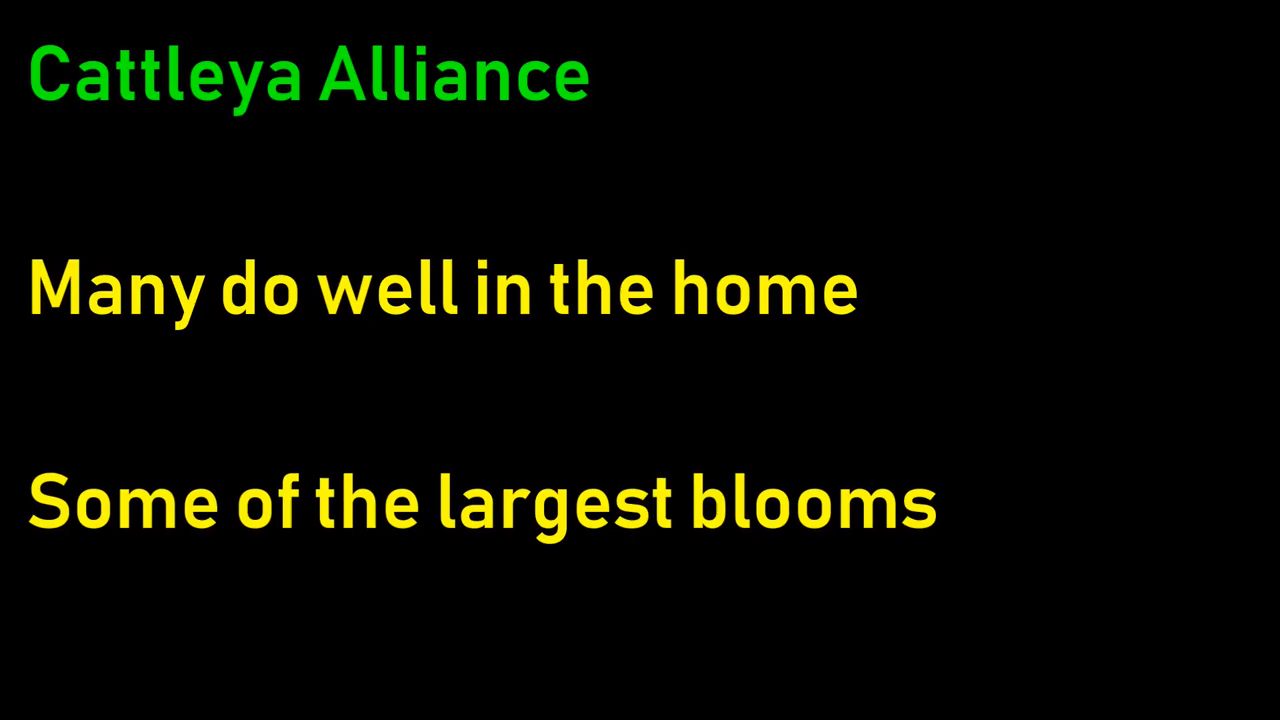 Cattleya Alliance
Many do well in the home
Some of the largest blooms